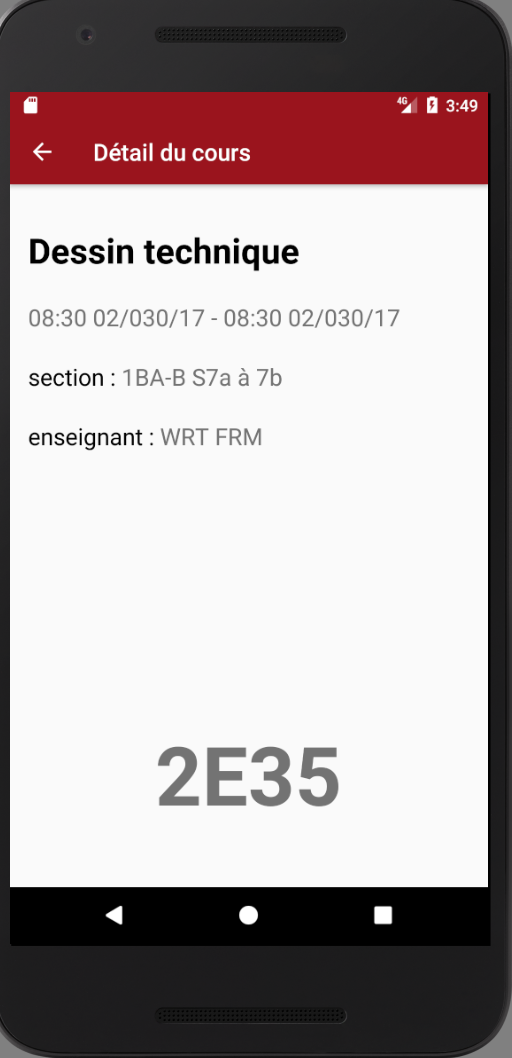 4G 3:49
Détail du cours
Dessin technique
08:30 02/030/17 - 08:30 02/030/17
section : 1BA-B S7a à 7b
enseignant : WRT FRM
2E35